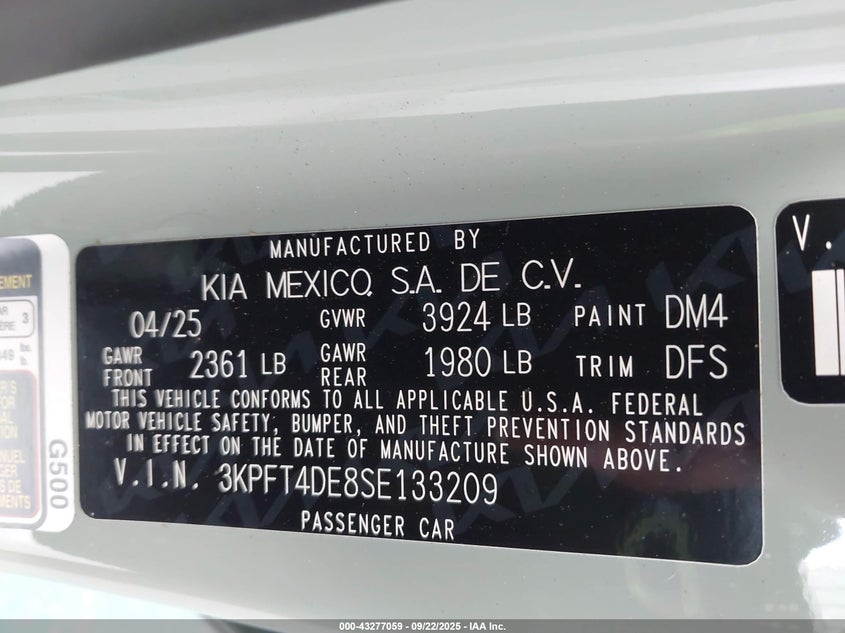 MANUFACTURED BY
KIA MEXICO, S.A. DE C.V.
04/25 GVWR 3924 LB PAINT DM4
GAWR FRONT 2361 LB GAWR REAR 1980 LB TRIM DFS
THIS VEHICLE CONFORMS TO ALL APPLICABLE U.S.A. FEDERAL
MOTOR VEHICLE SAFETY, BUMPER, AND THEFT PREVENTION STANDARDS
IN EFFECT ON THE DATE OF MANUFACTURE SHOWN ABOVE.
V.I.N. 3KPFT4DE8SE133209
PASSENGER CAR
G500
3
V.
000-43277059 - 09/22/2025 - IAA Inc.